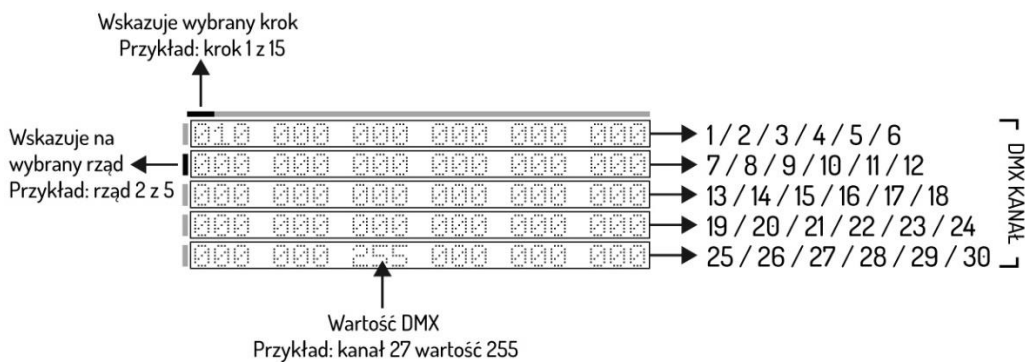 Wskazuje wybrany krok
Przykład: krok 1 z 15
Wskazuje na
wybrany rząd
Przykład: rząd 2 z 5
010 000 000 000 000 000
1 / 2 / 3 / 4 / 5 / 6
000 000 000 000 000 000
7 / 8 / 9 / 10 / 11 / 12
000 000 000 000 000 000
13 / 14 / 15 / 16 / 17 / 18
000 000 000 000 000 000
19 / 20 / 21 / 22 / 23 / 24
000 000 255 000 000 000
25 / 26 / 27 / 28 / 29 / 30
DMX KANAŁ
Wartość DMX
Przykład: kanał 27 wartość 255